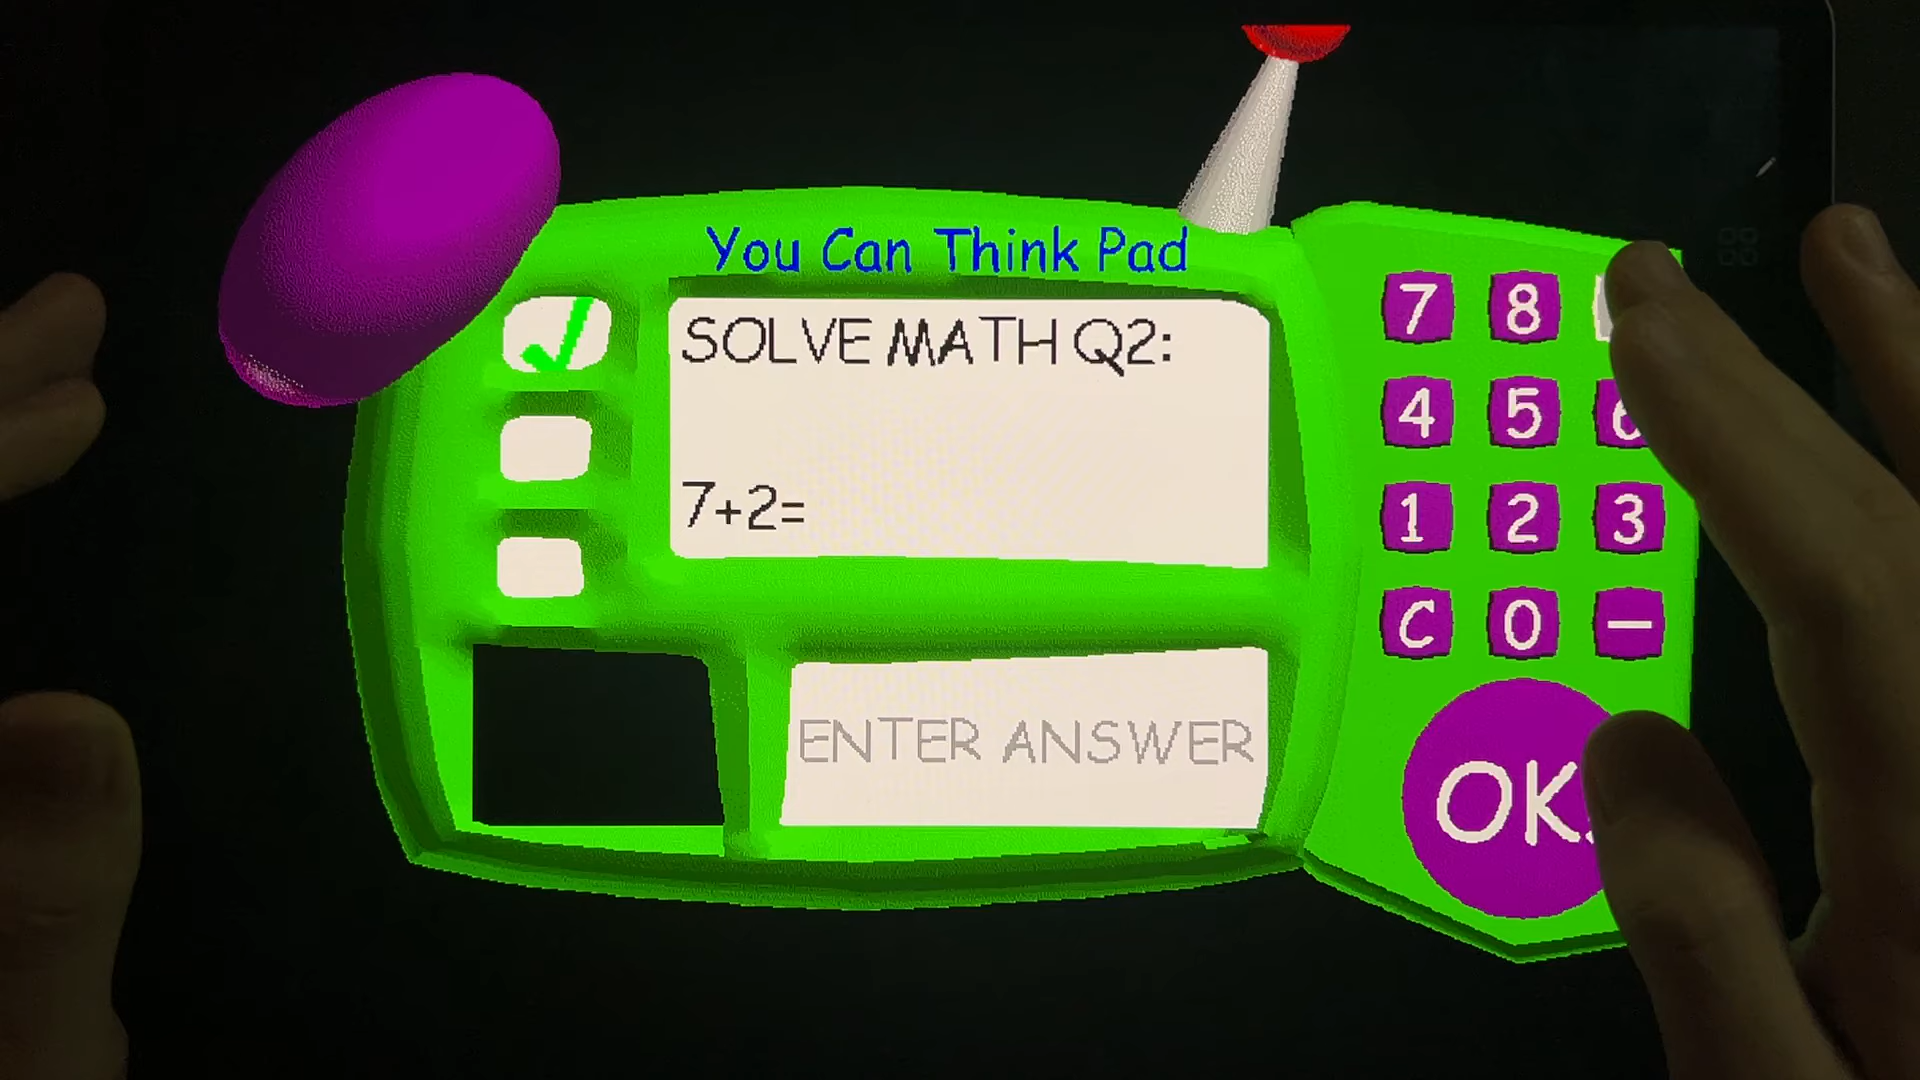 You Can Think Pad
SOLVE MATH Q2:
7+2=
ENTER ANSWER
7 8
4 5 6
1 2 3
C 0 −
OK